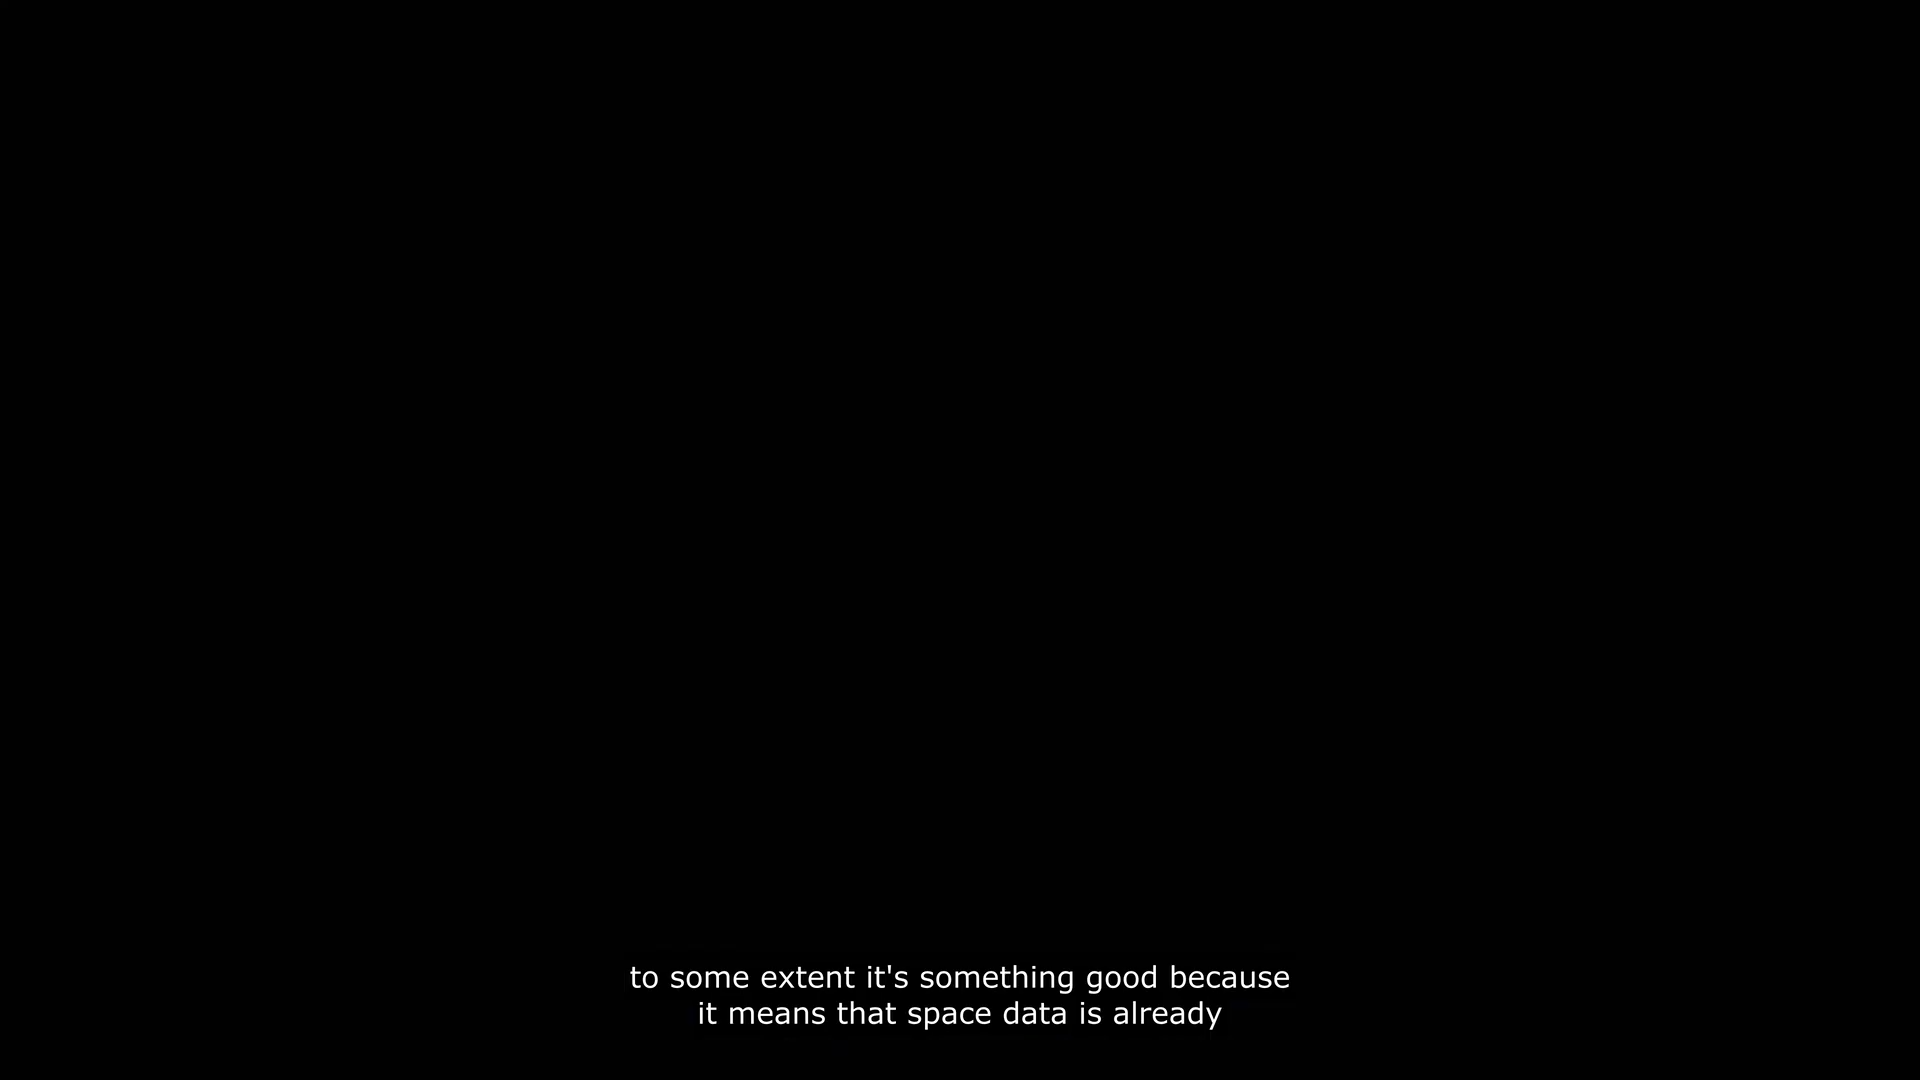 to some extent it's something good because
it means that space data is already